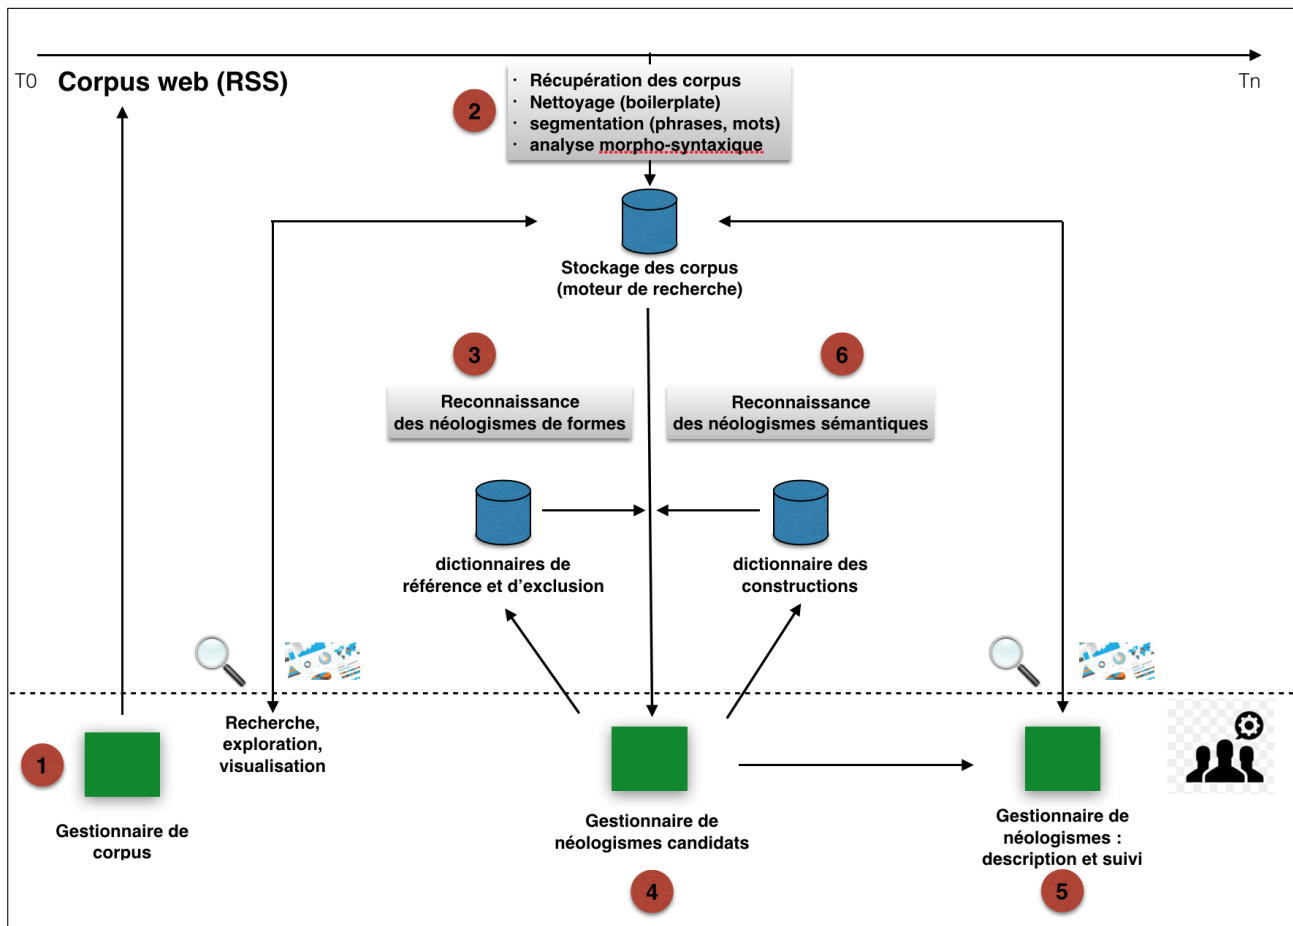 T0
Corpus web (RSS)
Tn
2
· Récupération des corpus
· Nettoyage (boilerplate)
· segmentation (phrases, mots)
· analyse morpho-syntaxique
Stockage des corpus
(moteur de recherche)
3
6
Reconnaissance
des néologismes de formes
Reconnaissance
des néologismes sémantiques
dictionnaires de
référence et d'exclusion
dictionnaire des
constructions
Recherche,
exploration,
visualisation
1
Gestionnaire de
corpus
Gestionnaire de
néologismes candidats
4
Gestionnaire de
néologismes :
description et suivi
5